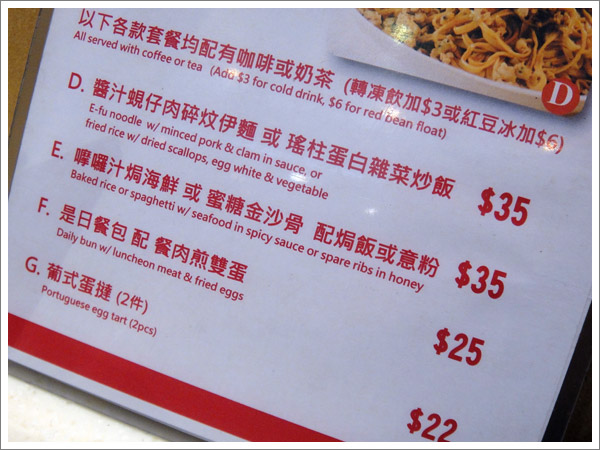 以下各款套餐均配有咖啡或奶茶 (轉凍飲加$3或紅豆冰加$6)
All served with coffee or tea (Add $3 for cold drink, $6 for red bean float)
D
D. 醬汁蜆仔肉碎炆伊麵 或 瑤柱蛋白雜菜炒飯 $35
E-fu noodle w/ minced pork & clam in sauce, or
fried rice w/ dried scallops, egg white & vegetable
E. 嚤囉汁焗海鮮 或 蜜糖金沙骨 配焗飯或意粉 $35
Baked rice or spaghetti w/ seafood in spicy sauce or spare ribs in honey
F. 是日餐包 配 餐肉煎雙蛋 $25
Daily bun w/ luncheon meat & fried eggs
G. 葡式蛋撻 (2件) $22
Portuguese egg tart (2pcs)